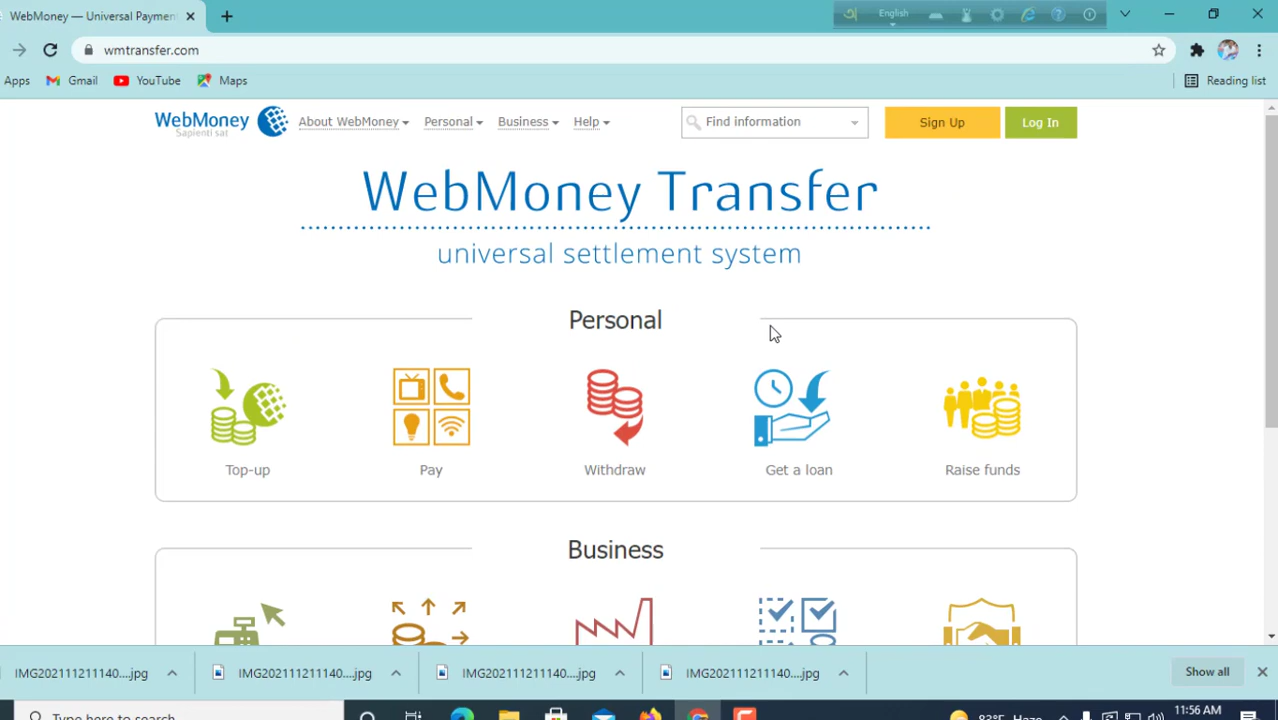 WebMoney — Universal Paymen
English
wmtransfer.com
Apps Gmail YouTube Maps Reading list
WebMoney
Sapienti sat
About WebMoney Personal Business Help Find information Sign Up Log In
WebMoney Transfer
universal settlement system
Personal
Top-up Pay Withdraw Get a loan Raise funds
Business
IMG202111211140....jpg IMG202111211140....jpg IMG202111211140....jpg IMG202111211140....jpg Show all
Type here to search 83°F Haze 11:56 AM